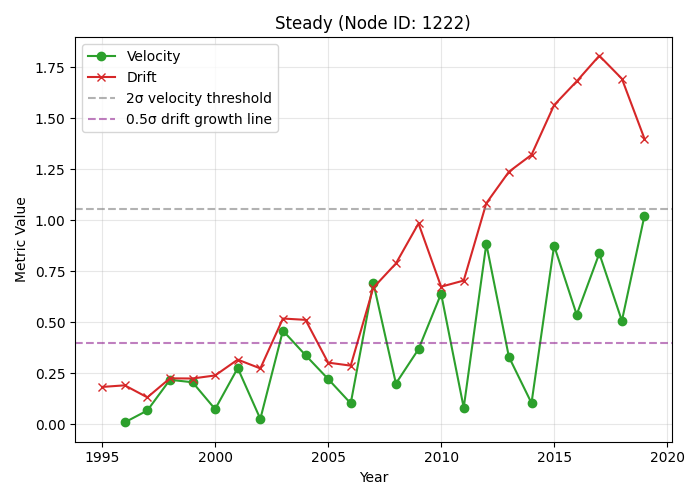 Steady (Node ID: 1222)
Velocity
Drift
2σ velocity threshold
0.5σ drift growth line
Metric Value
1.75
1.50
1.25
1.00
0.75
0.50
0.25
0.00
1995 2000 2005 2010 2015 2020
Year